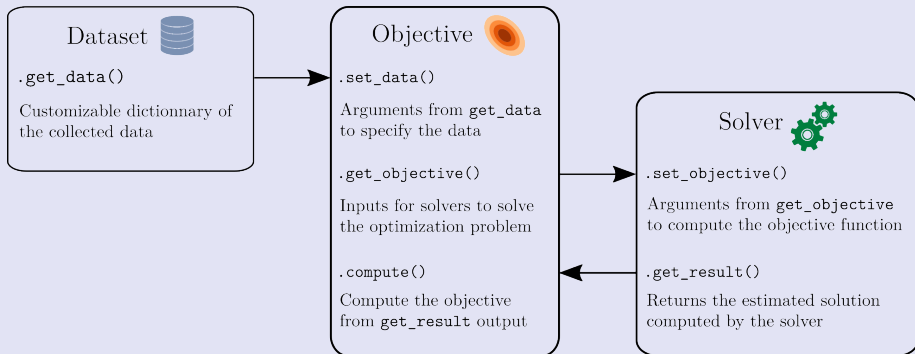 Dataset
.get_data()
Customizable dictionnary of
the collected data
Objective
.set_data()
Arguments from get_data
to specify the data
.get_objective()
Inputs for solvers to solve
the optimization problem
.compute()
Compute the objective
from get_result output
Solver
.set_objective()
Arguments from get_objective
to compute the objective function
.get_result()
Returns the estimated solution
computed by the solver